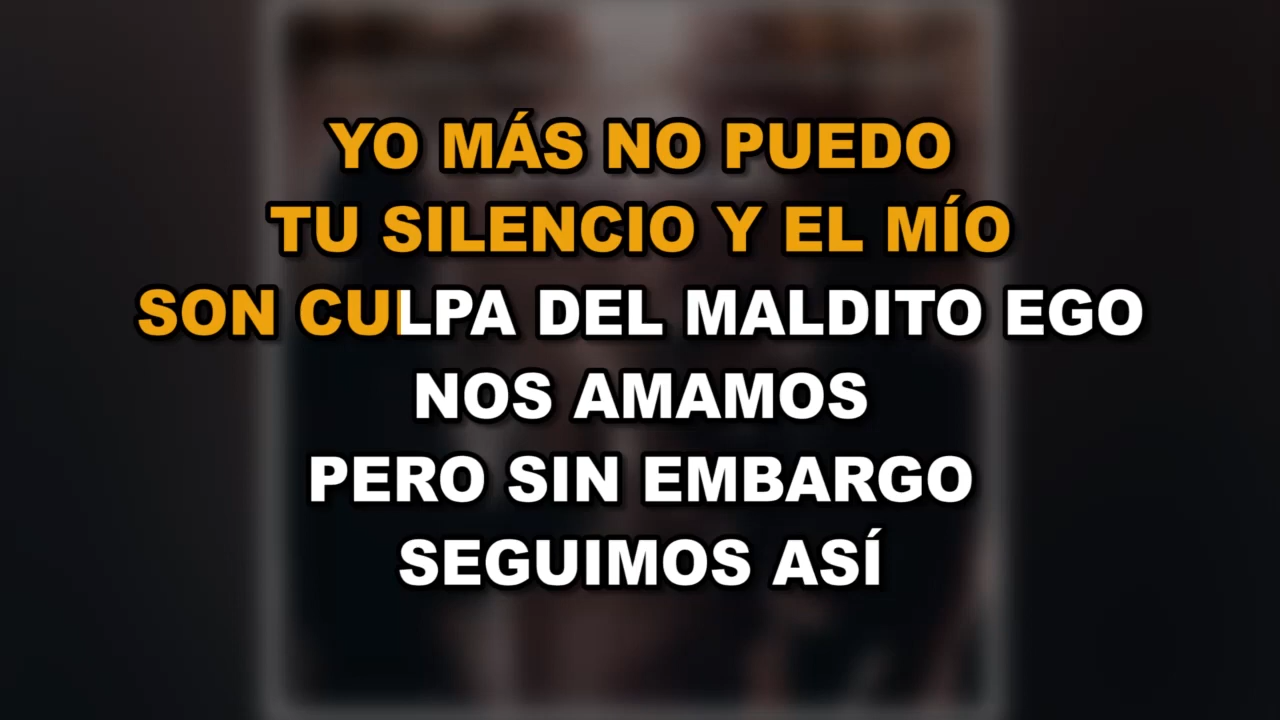 YO MÁS NO PUEDO
TU SILENCIO Y EL MÍO
SON CULPA DEL MALDITO EGO
NOS AMAMOS
PERO SIN EMBARGO
SEGUIMOS ASÍ